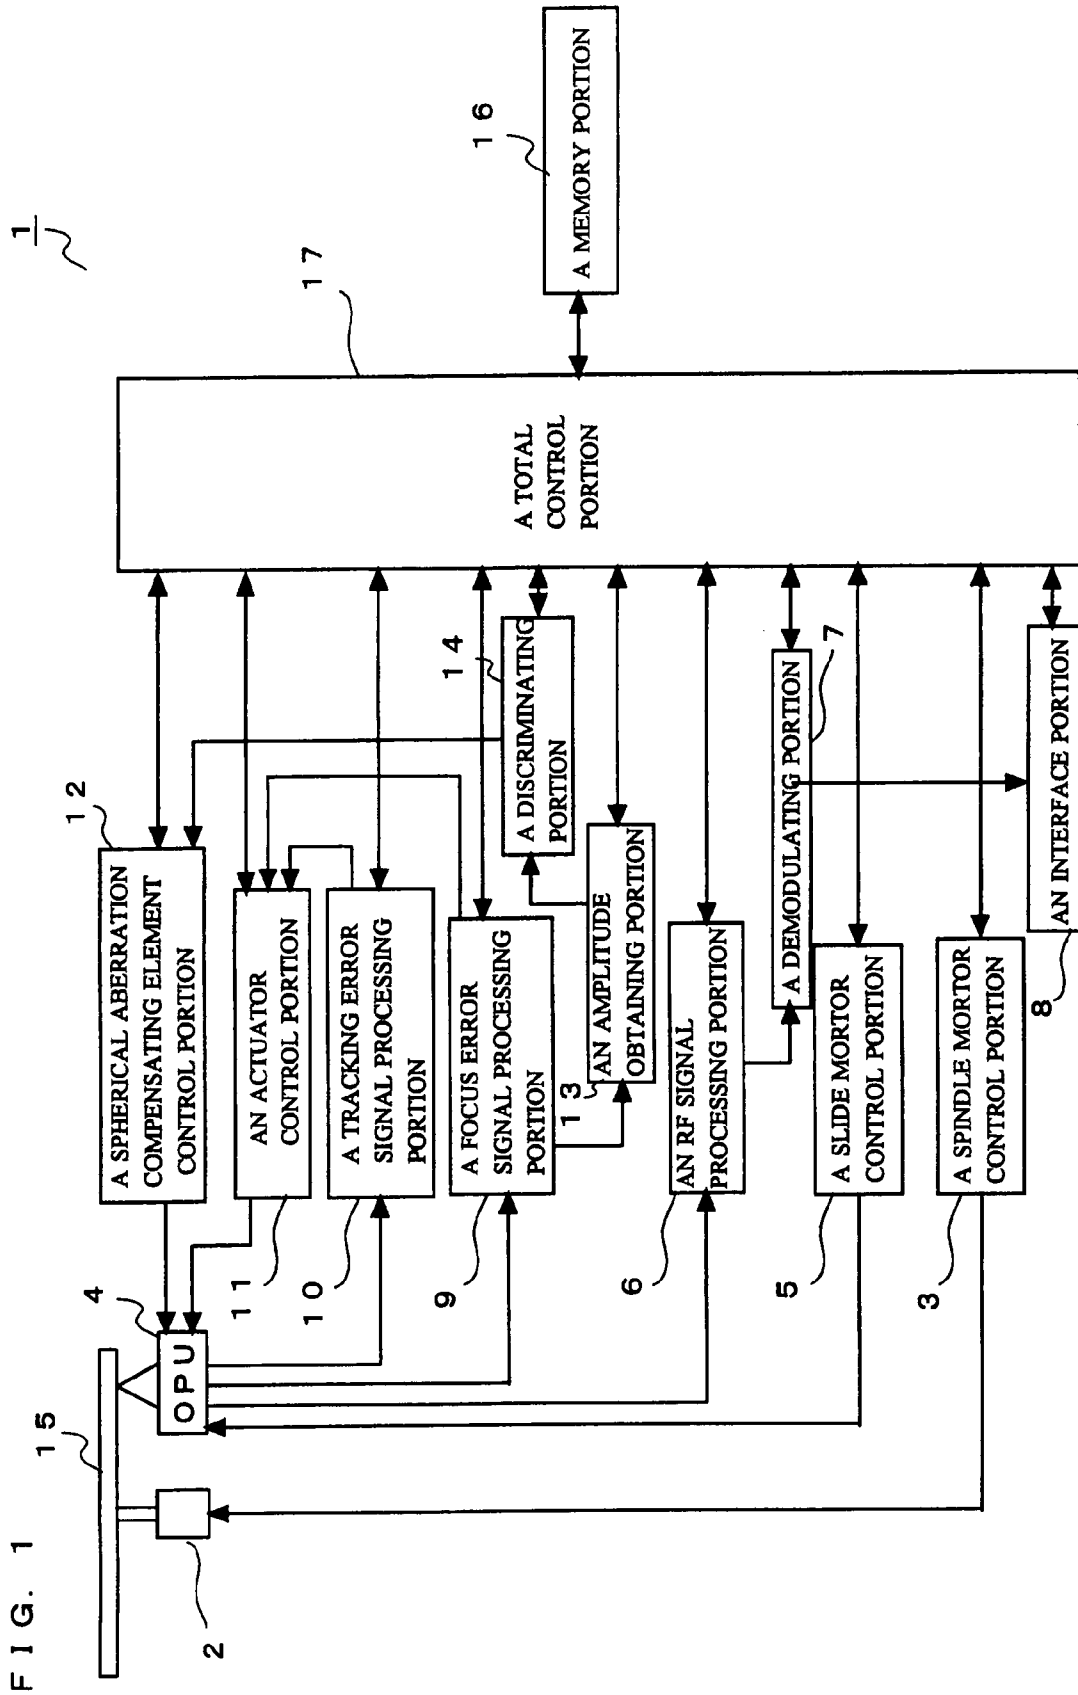 FIG. 1
1
15
2
4
OPU
12
A SPHERICAL ABERRATION
COMPENSATING ELEMENT
CONTROL PORTION
11
AN ACTUATOR
CONTROL PORTION
10
A TRACKING ERROR
SIGNAL PROCESSING
PORTION
9
A FOCUS ERROR
SIGNAL PROCESSING
PORTION
14
A DISCRIMINATING
PORTION
13
AN AMPLITUDE
OBTAINING PORTION
6
AN RF SIGNAL
PROCESSING PORTION
7
A DEMODULATING PORTION
5
A SLIDE MORTOR
CONTROL PORTION
3
A SPINDLE MORTOR
CONTROL PORTION
8
AN INTERFACE PORTION
17
A TOTAL
CONTROL
PORTION
16
A MEMORY PORTION